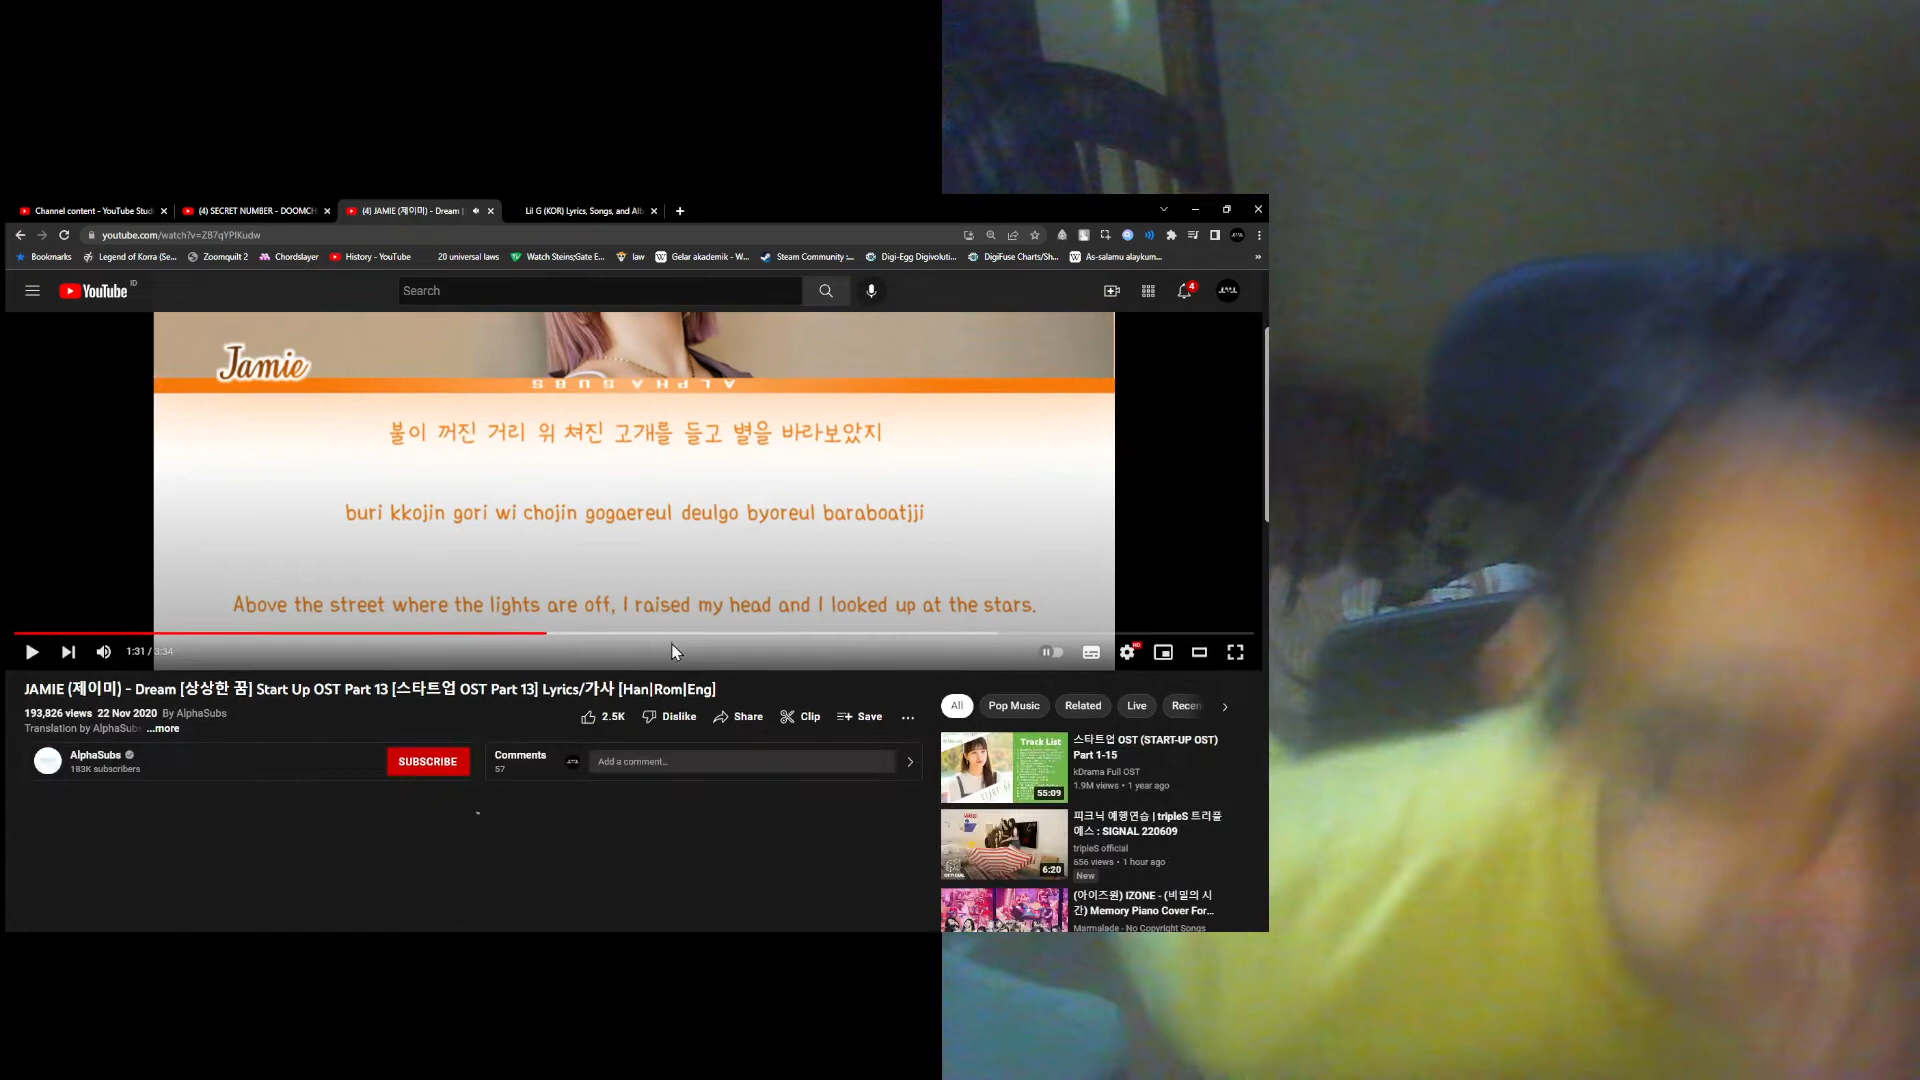 Channel content - YouTube Stud
(4) SECRET NUMBER - DOOMCH
(4) JAMIE (제이미) - Dream [
Lil G (KOR) Lyrics, Songs, and Alb
youtube.com/watch?v=ZB7qYPIKudw
Bookmarks
Legend of Korra (Se...
Zoomquilt 2
Chordslayer
History - YouTube
20 universal laws
Watch Steins;Gate E...
law
Gelar akademik - W...
Steam Community :...
Digi-Egg Digivoluti...
DigiFuse Charts/Sh...
As-salamu alaykum...
YouTube ID
Search
4
Jamie
ALPHASUBS
불이 꺼진 거리 위 쳐진 고개를 들고 별을 바라보았지
buri kkojin gori wi chojin gogaereul deulgo byoreul baraboatjji
Above the street where the lights are off, I raised my head and I looked up at the stars.
1:31 / 3:34
HD
JAMIE (제이미) - Dream [상상한 꿈] Start Up OST Part 13 [스타트업 OST Part 13] Lyrics/가사 [Han|Rom|Eng]
193,826 views 22 Nov 2020 By AlphaSubs
Translation by AlphaSubs ...more
2.5K
Dislike
Share
Clip
Save
AlphaSubs
183K subscribers
SUBSCRIBE
Comments
57
Add a comment...
All
Pop Music
Related
Live
Recen
Track List
55:09
스타트업 OST (START-UP OST)
Part 1-15
kDrama Full OST
1.9M views • 1 year ago
6:20
피크닉 예행연습 | tripleS 트리플
에스 : SIGNAL 220609
tripleS official
656 views • 1 hour ago
New
(아이즈원) IZONE - (비밀의 시
간) Memory Piano Cover For...
Marmalade - No Copyright Songs